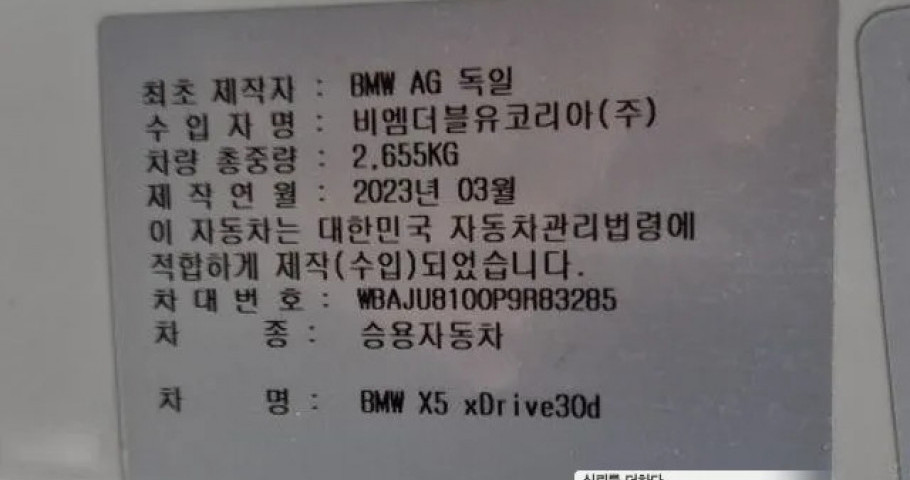 최초 제작자 : BMW AG 독일
수 입 자 명 : 비엠더블유코리아(주)
차량 총중량 : 2,655KG
제 작 연 월 : 2023년 03월
이 자동차는 대한민국 자동차관리법령에
적합하게 제작(수입)되었습니다.
차 대 번 호 : WBAJU8100P9R83285
차 종 : 승용자동차
차 명 : BMW X5 xDrive30d